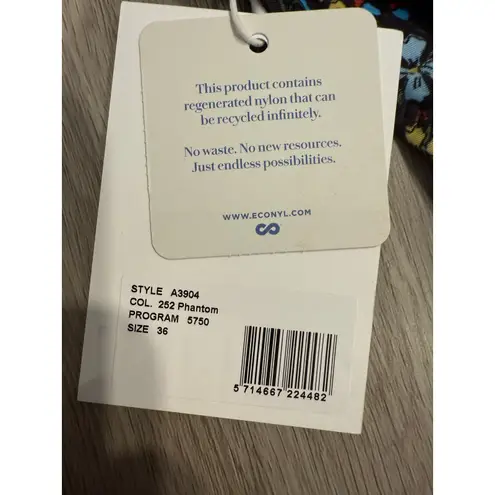 This product contains
regenerated nylon that can
be recycled infinitely.
No waste. No new resources.
Just endless possibilities.
WWW.ECONYL.COM
STYLE A3904
COL. 252 Phantom
PROGRAM 5750
SIZE 36
5 714667 224482